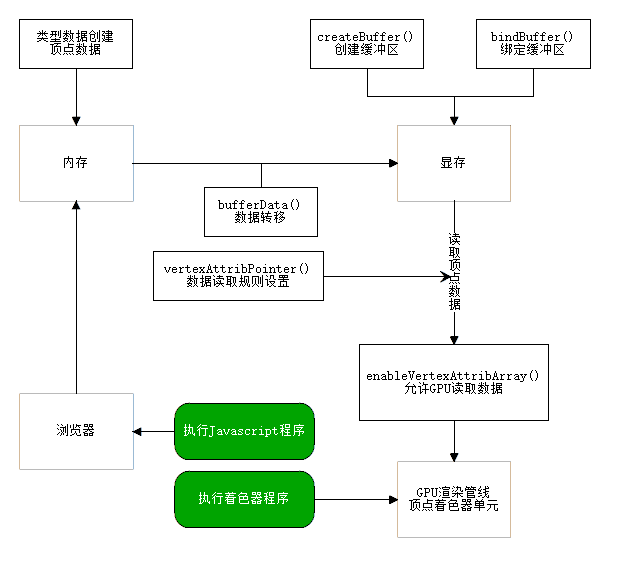 类型数据创建
顶点数据
createBuffer()
创建缓冲区
bindBuffer()
绑定缓冲区
内存
显存
bufferData()
数据转移
读取顶点数据
vertexAttribPointer()
数据读取规则设置
enableVertexAttribArray()
允许GPU读取数据
浏览器
执行Javascript程序
执行着色器程序
GPU渲染管线
顶点着色器单元